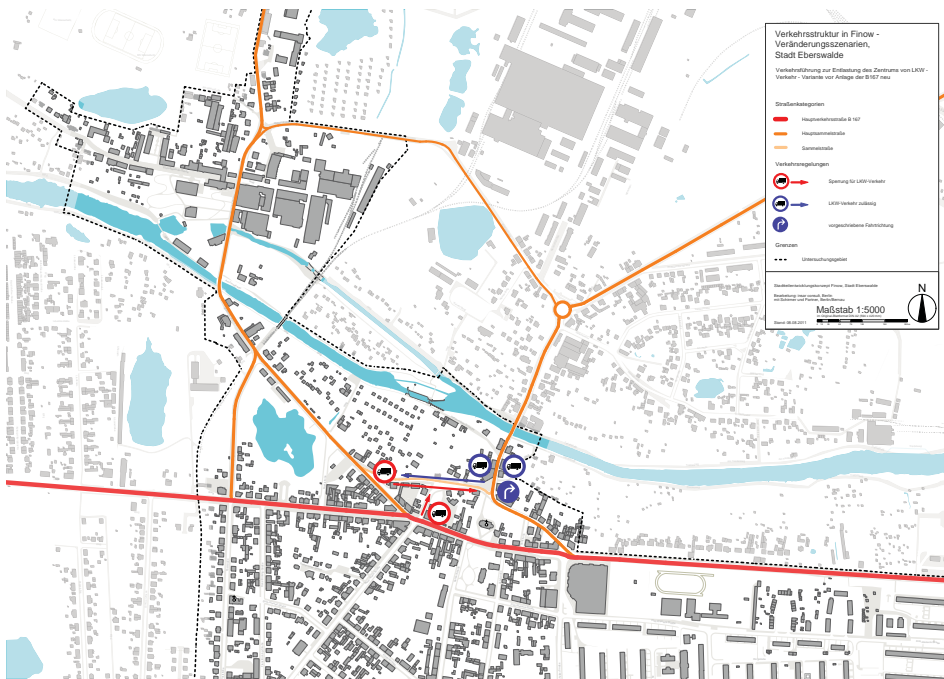 Verkehrsstruktur in Finow -
Veränderungsszenarien,
Stadt Eberswalde
Verkehrsführung zur Entlastung des Zentrums von LKW -
Verkehr - Variante vor Anlage der B167 neu
Straßenkategorien
Hauptverkehrsstraße B 167
Hauptsammelstraße
Sammelstraße
Verkehrsregelungen
Sperrung für LKW-Verkehr
LKW-Verkehr zulässig
vorgeschriebene Fahrtrichtung
Grenzen
Untersuchungsgebiet
Stadtteilentwicklungskonzept Finow, Stadt Eberswalde
N
Maßstab 1:5000